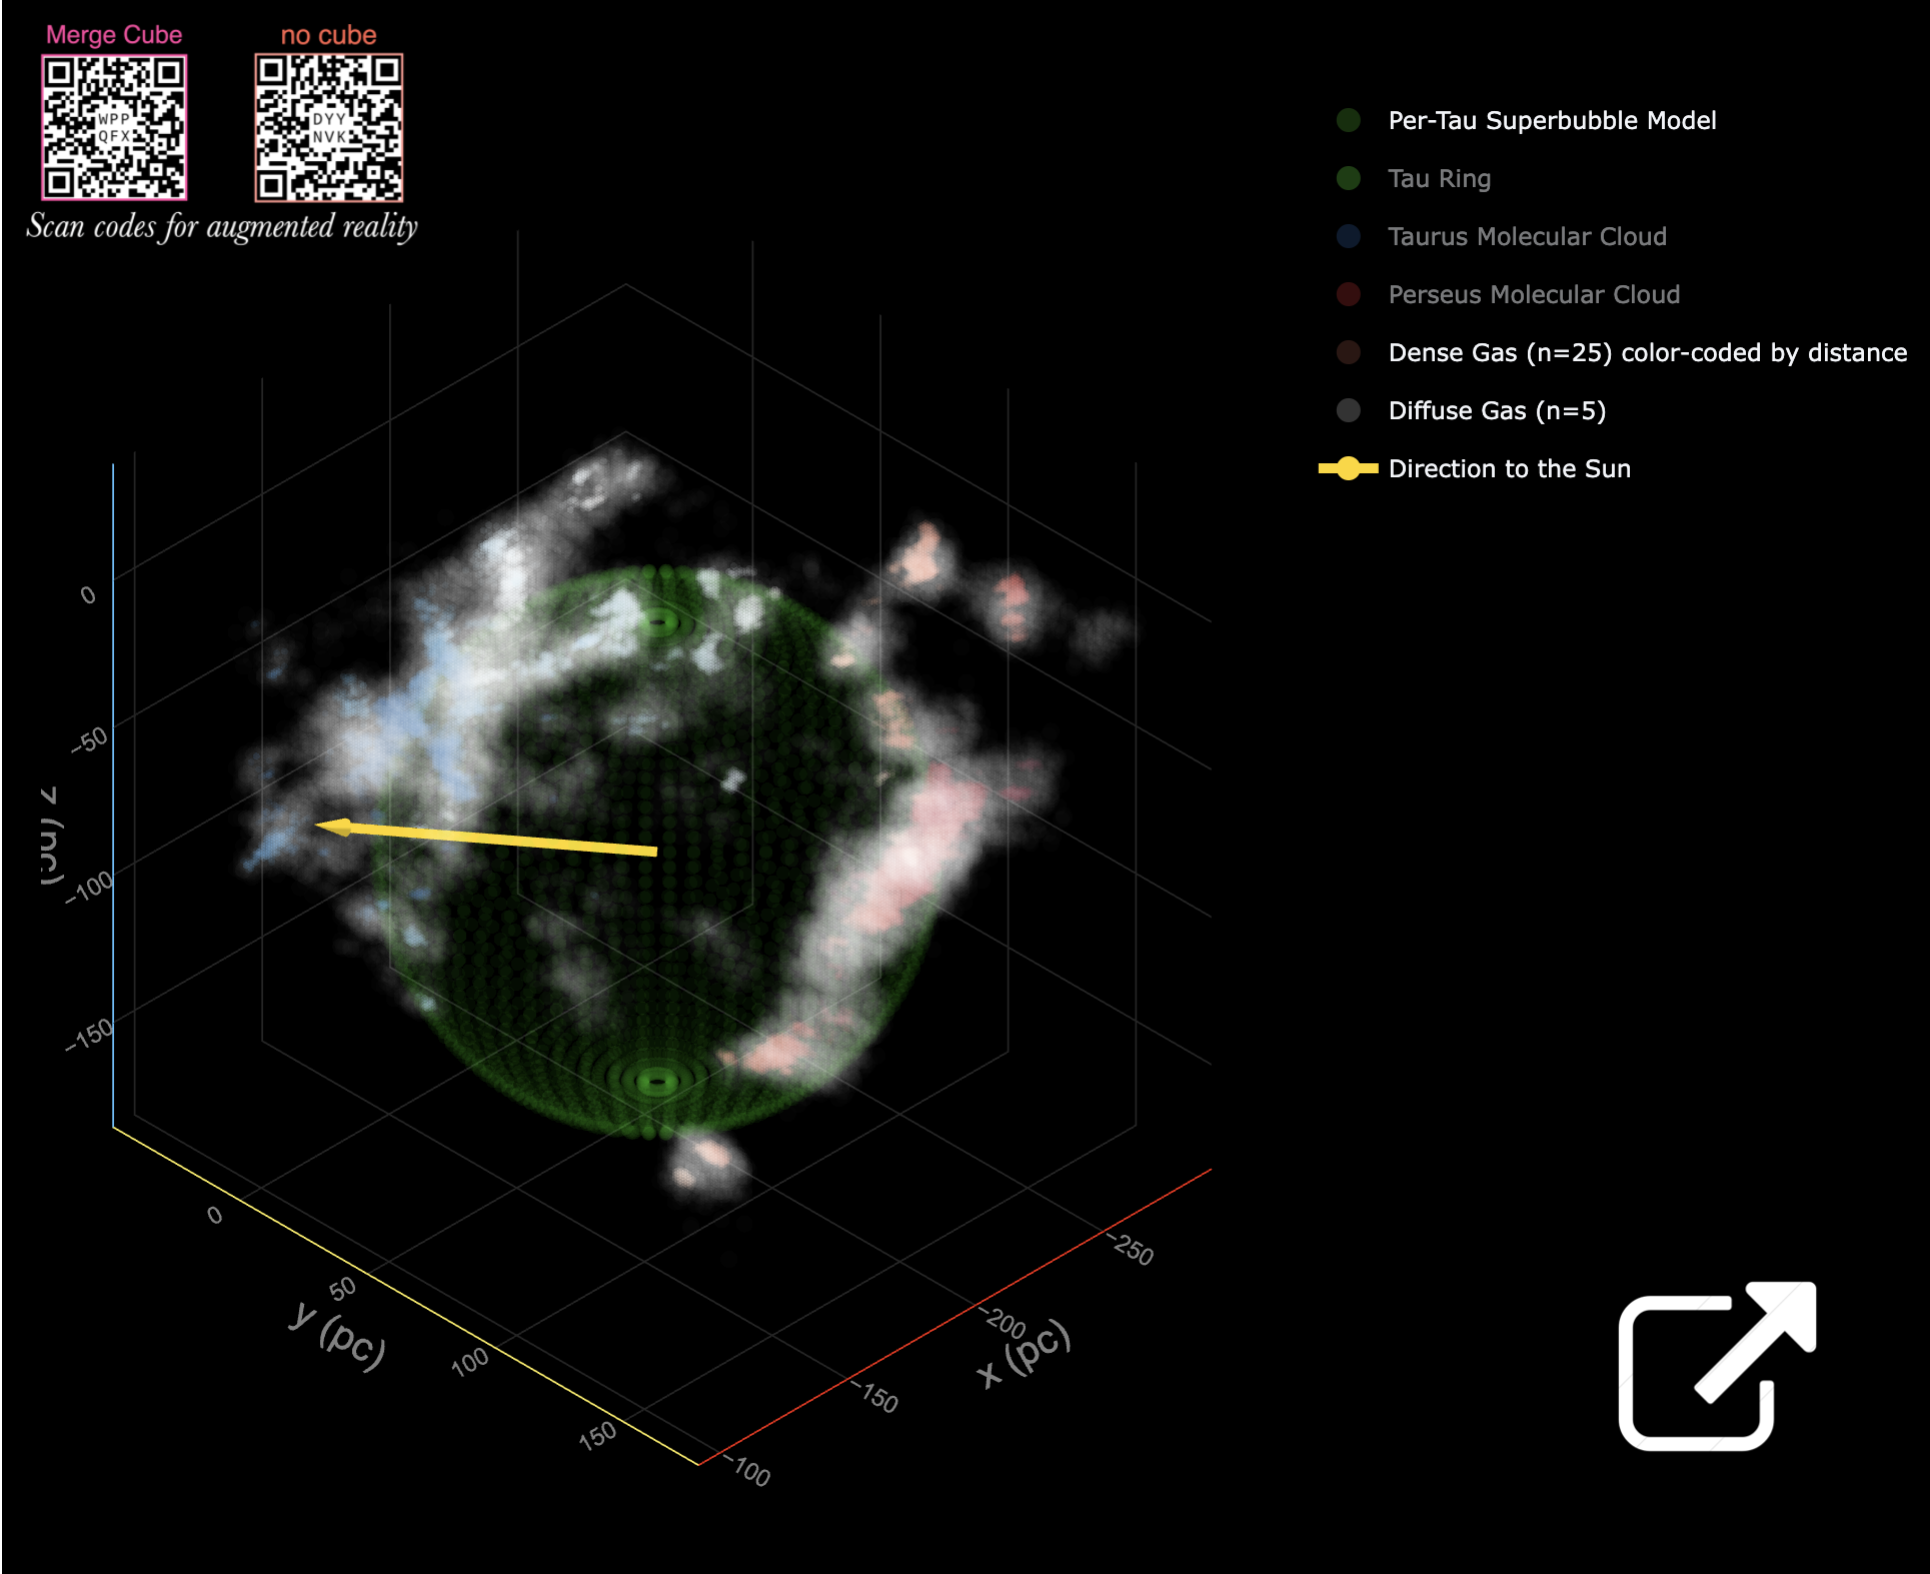 Merge Cube
no cube
WPP
QFX
DYY
NVK
Scan codes for augmented reality
Per-Tau Superbubble Model
Tau Ring
Taurus Molecular Cloud
Perseus Molecular Cloud
Dense Gas (n=25) color-coded by distance
Diffuse Gas (n=5)
Direction to the Sun
0
−50
−100
−150
z (pc)
0
50
100
150
y (pc)
−250
−200
−150
−100
x (pc)